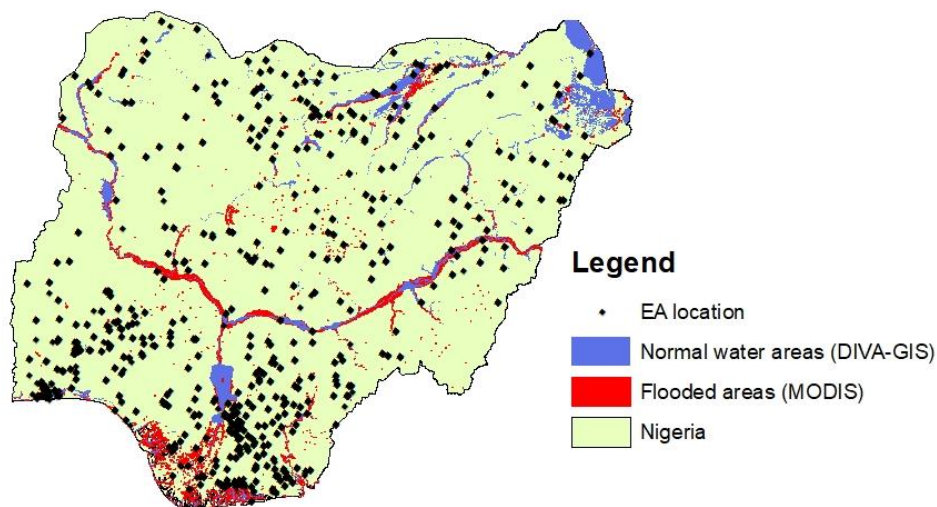 Legend
EA location
Normal water areas (DIVA-GIS)
Flooded areas (MODIS)
Nigeria